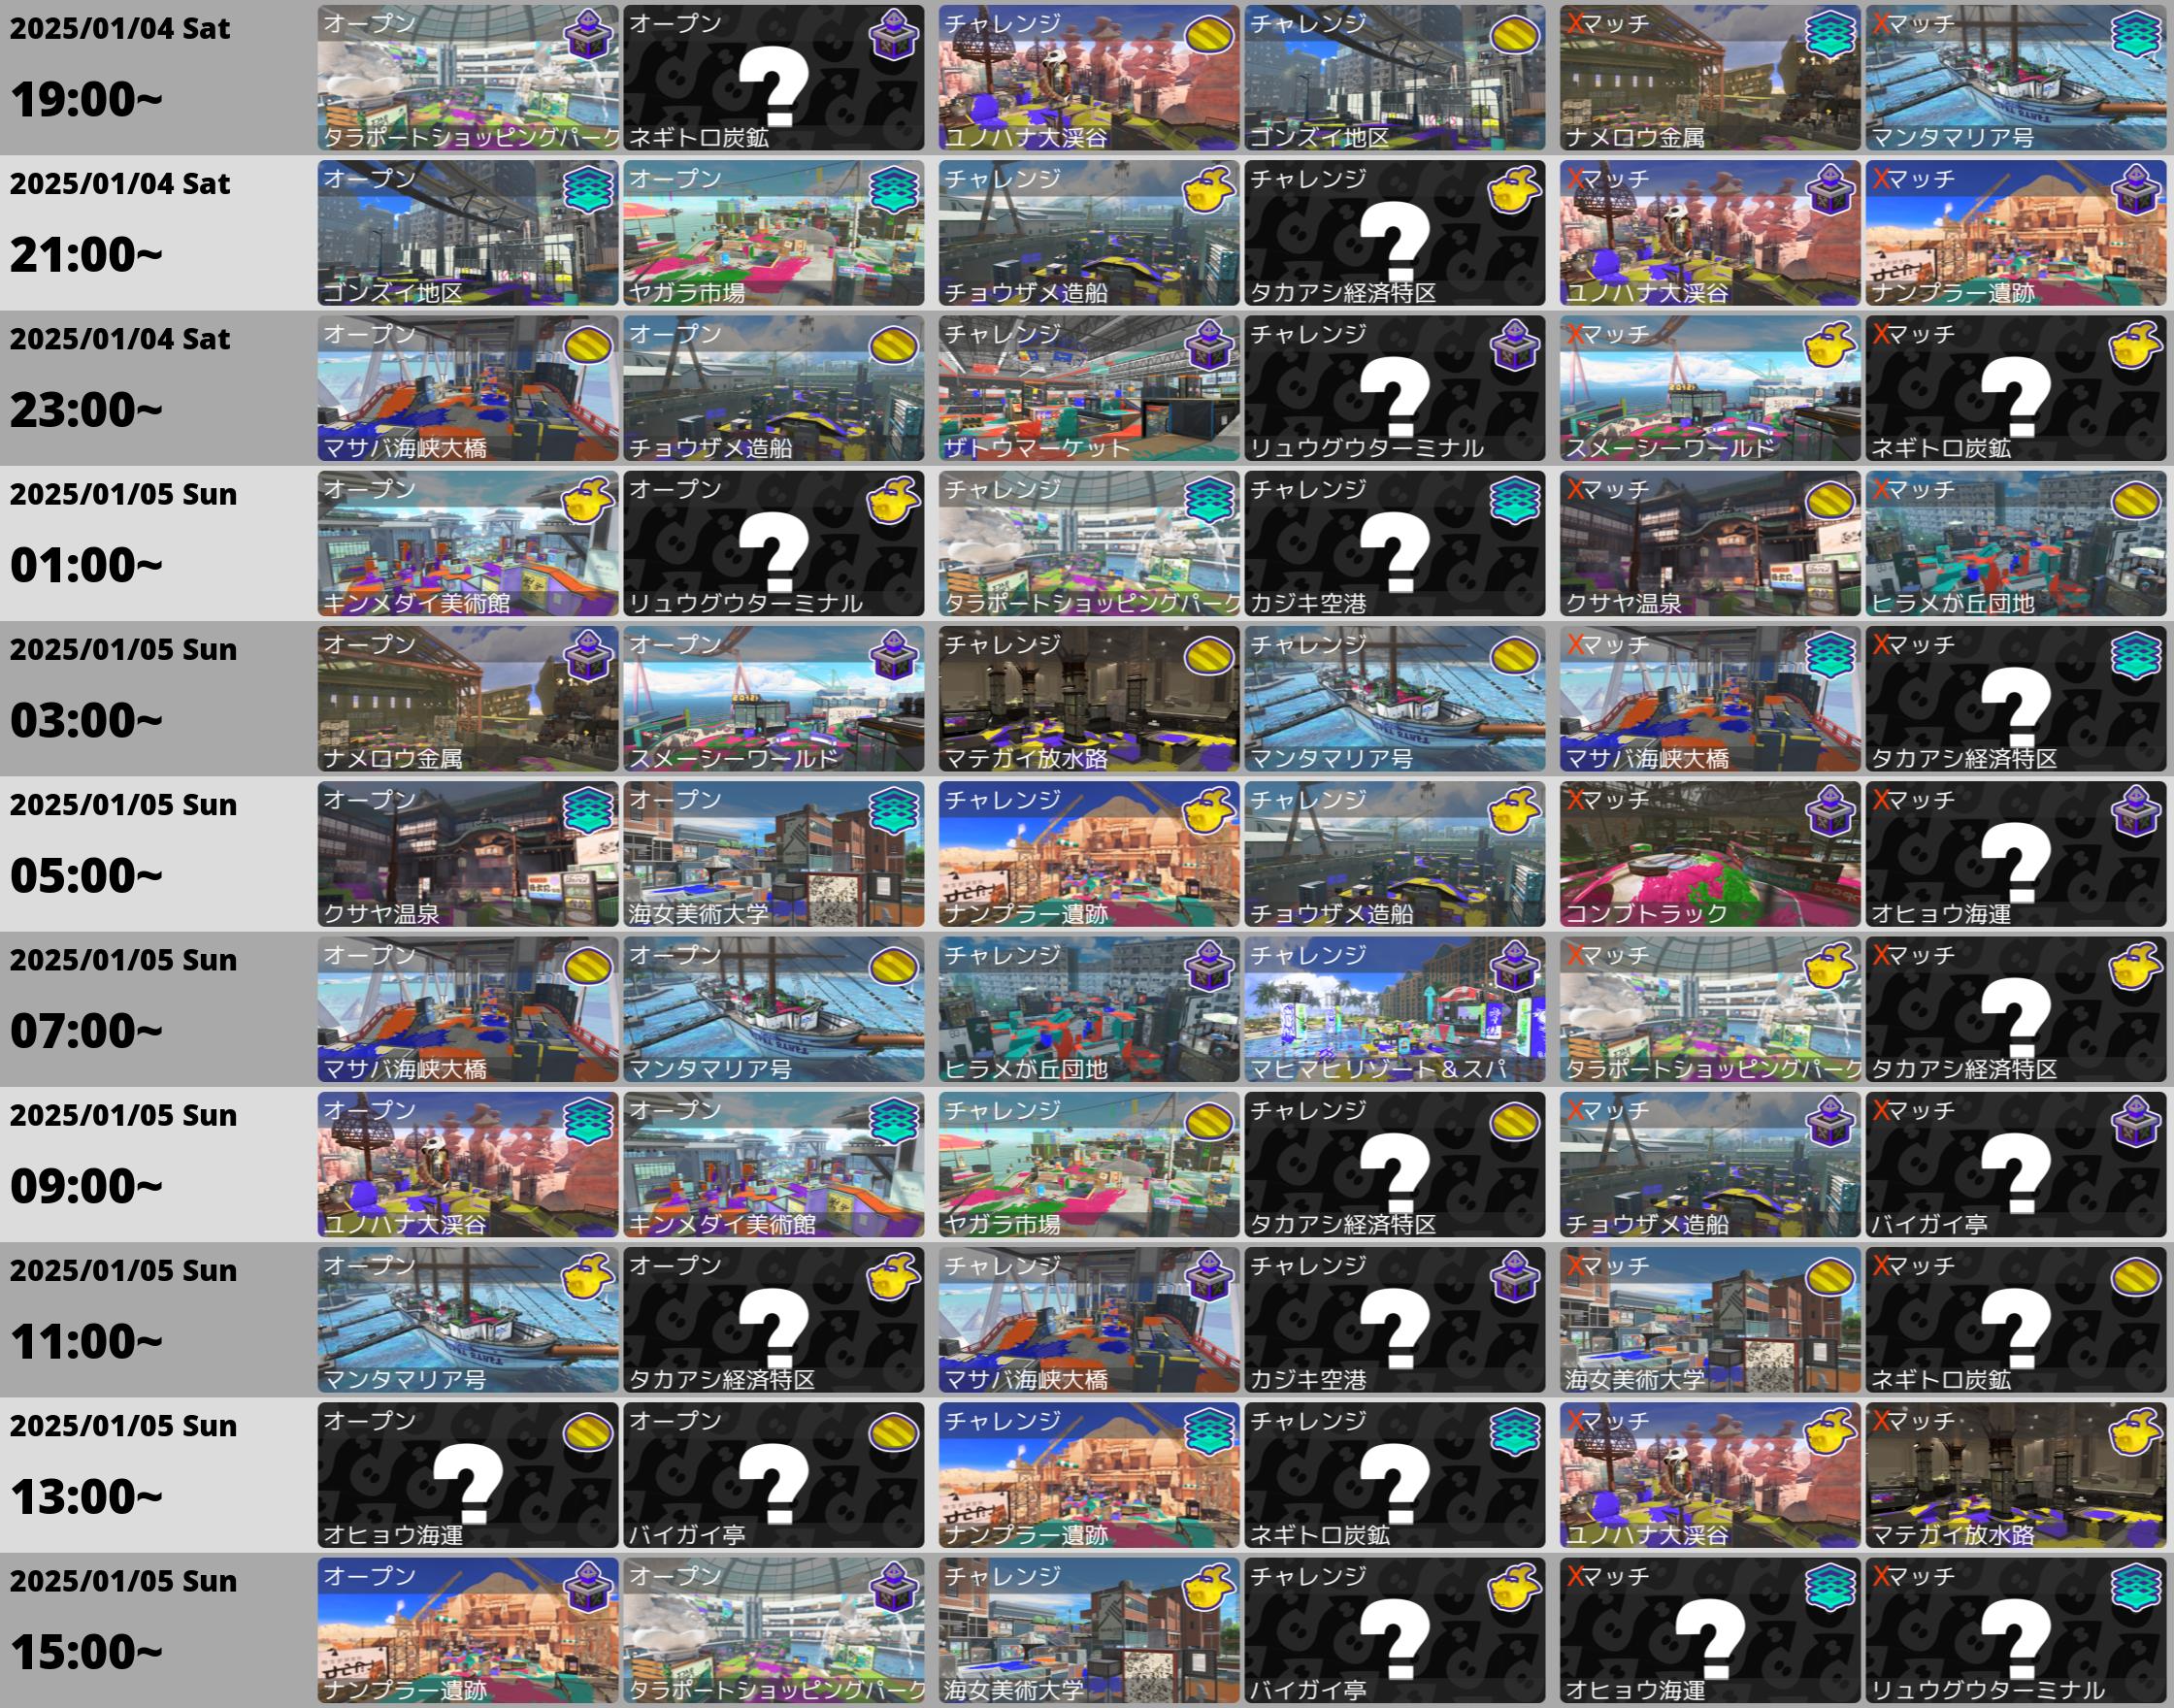 2025/01/04 Sat
19:00~
オープン
タラポートショッピングパーク
オープン
ネギトロ炭鉱
チャレンジ
ユノハナ大渓谷
チャレンジ
ゴンズイ地区
Xマッチ
ナメロウ金属
Xマッチ
マンタマリア号
2025/01/04 Sat
21:00~
オープン
ゴンズイ地区
オープン
ヤガラ市場
チャレンジ
チョウザメ造船
チャレンジ
タカアシ経済特区
Xマッチ
ユノハナ大渓谷
Xマッチ
ナンプラー遺跡
2025/01/04 Sat
23:00~
オープン
マサバ海峡大橋
オープン
チョウザメ造船
チャレンジ
ザトウマーケット
チャレンジ
リュウグウターミナル
Xマッチ
スメーシーワールド
Xマッチ
ネギトロ炭鉱
2025/01/05 Sun
01:00~
オープン
キンメダイ美術館
オープン
リュウグウターミナル
チャレンジ
タラポートショッピングパーク
チャレンジ
カジキ空港
Xマッチ
クサヤ温泉
Xマッチ
ヒラメが丘団地
2025/01/05 Sun
03:00~
オープン
ナメロウ金属
オープン
スメーシーワールド
チャレンジ
マテガイ放水路
チャレンジ
マンタマリア号
Xマッチ
マサバ海峡大橋
Xマッチ
タカアシ経済特区
2025/01/05 Sun
05:00~
オープン
クサヤ温泉
オープン
海女美術大学
チャレンジ
ナンプラー遺跡
チャレンジ
チョウザメ造船
Xマッチ
コンブトラック
Xマッチ
オヒョウ海運
2025/01/05 Sun
07:00~
オープン
マサバ海峡大橋
オープン
マンタマリア号
チャレンジ
ヒラメが丘団地
チャレンジ
マヒマヒリゾート&スパ
Xマッチ
タラポートショッピングパーク
Xマッチ
タカアシ経済特区
2025/01/05 Sun
09:00~
オープン
ユノハナ大渓谷
オープン
キンメダイ美術館
チャレンジ
ヤガラ市場
チャレンジ
タカアシ経済特区
Xマッチ
チョウザメ造船
Xマッチ
バイガイ亭
2025/01/05 Sun
11:00~
オープン
マンタマリア号
オープン
タカアシ経済特区
チャレンジ
マサバ海峡大橋
チャレンジ
カジキ空港
Xマッチ
海女美術大学
Xマッチ
ネギトロ炭鉱
2025/01/05 Sun
13:00~
オープン
オヒョウ海運
オープン
バイガイ亭
チャレンジ
ナンプラー遺跡
チャレンジ
ネギトロ炭鉱
Xマッチ
ユノハナ大渓谷
Xマッチ
マテガイ放水路
2025/01/05 Sun
15:00~
オープン
ナンプラー遺跡
オープン
タラポートショッピングパーク
チャレンジ
海女美術大学
チャレンジ
バイガイ亭
Xマッチ
オヒョウ海運
Xマッチ
リュウグウターミナル